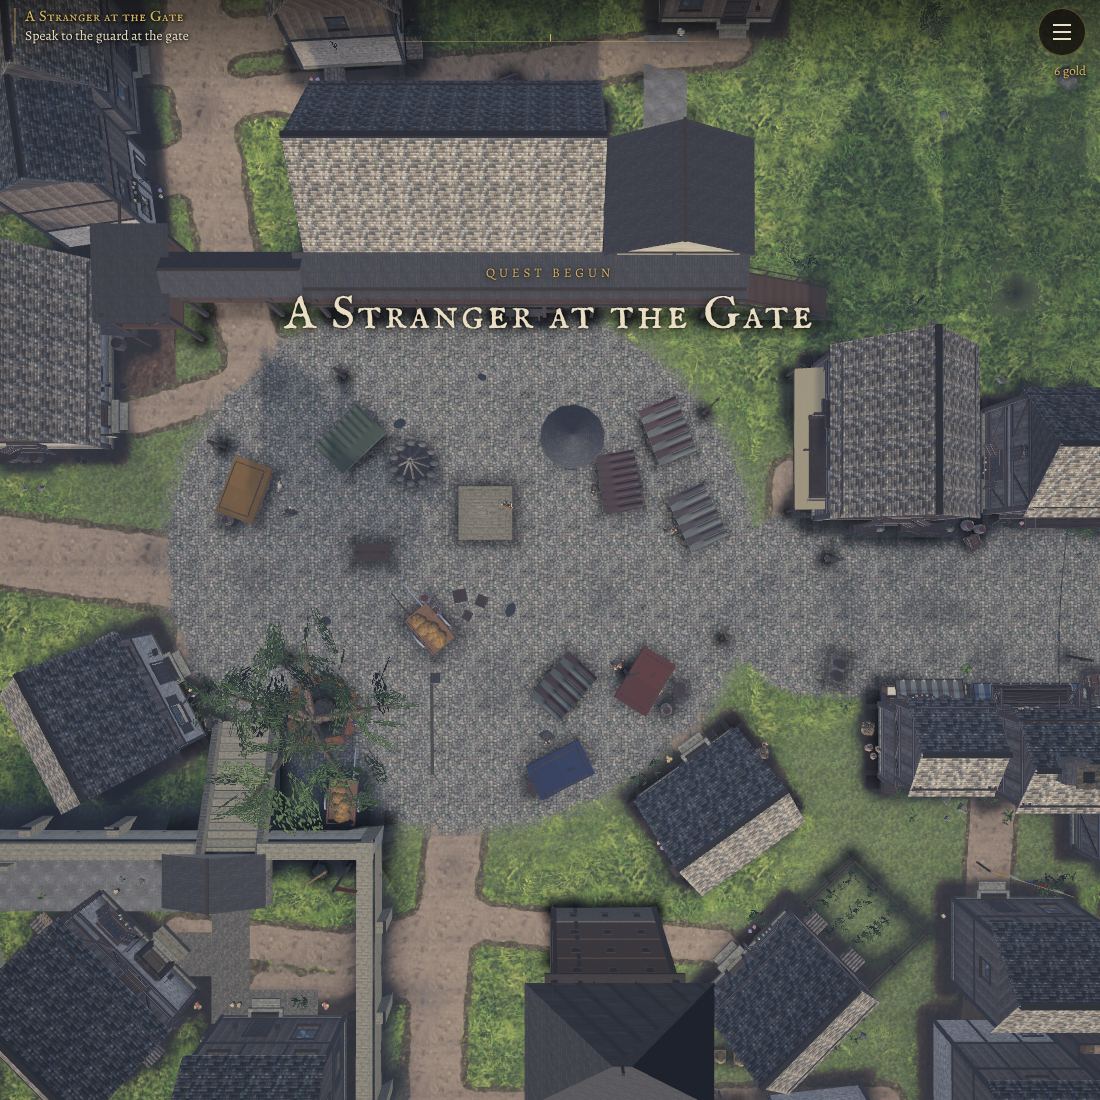 A Stranger at the Gate
Speak to the guard at the gate
6 gold
QUEST BEGUN
A Stranger at the Gate